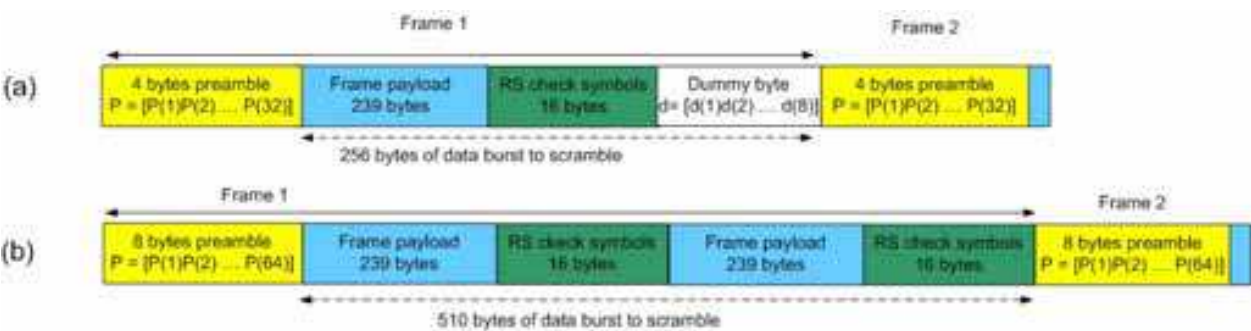 Frame 1
Frame 2
(a)
4 bytes preamble
P = [P(1)P(2) .... P(32)]
Frame payload
239 bytes
RS check symbols
16 bytes
Dummy byte
d= [d(1)d(2) .... d(8)]
4 bytes preamble
P = [P(1)P(2) .... P(32)]
256 bytes of data burst to scramble
Frame 1
Frame 2
(b)
8 bytes preamble
P = [P(1)P(2) .... P(64)]
Frame payload
239 bytes
RS check symbols
16 bytes
Frame payload
239 bytes
RS check symbols
16 bytes
8 bytes preamble
P = [P(1)P(2) .... P(64)]
510 bytes of data burst to scramble